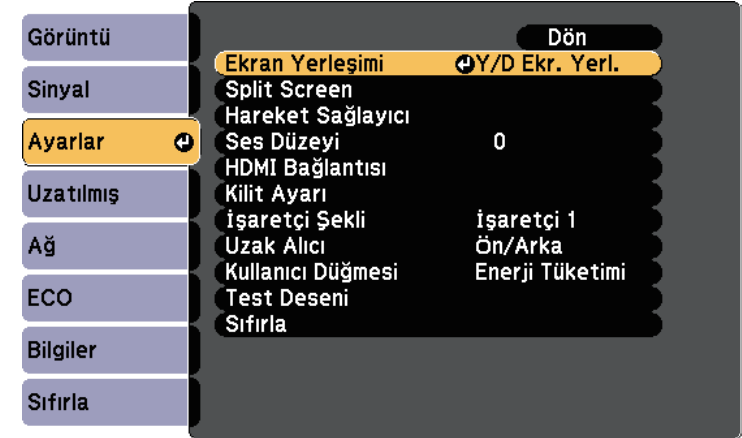 Görüntü
Sinyal
Ayarlar
Uzatılmış
Ağ
ECO
Bilgiler
Sıfırla
Dön
Ekran Yerleşimi Y/D Ekr. Yerl.
Split Screen
Hareket Sağlayıcı
Ses Düzeyi 0
HDMI Bağlantısı
Kilit Ayarı
İşaretçi Şekli İşaretçi 1
Uzak Alıcı Ön/Arka
Kullanıcı Düğmesi Enerji Tüketimi
Test Deseni
Sıfırla